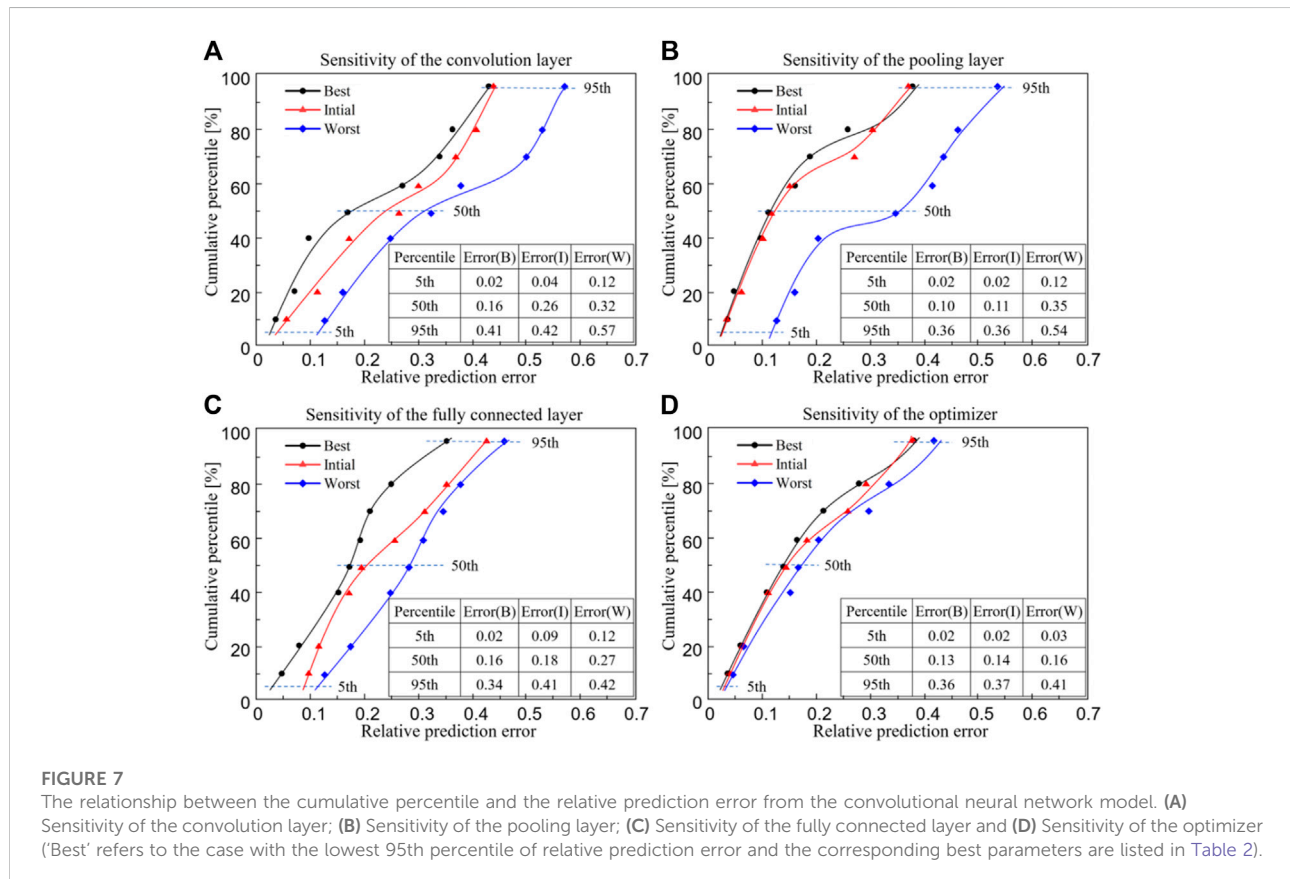 A
Sensitivity of the convolution layer
Cumulative percentile [%]
100
80
60
40
20
0
Best
Intial
Worst
95th
50th
5th
Percentile Error(B) Error(I) Error(W)
5th 0.02 0.04 0.12
50th 0.16 0.26 0.32
95th 0.41 0.42 0.57
0 0.1 0.2 0.3 0.4 0.5 0.6 0.7
Relative prediction error
B
Sensitivity of the pooling layer
Cumulative percentile [%]
100
80
60
40
20
0
Best
Intial
Worst
95th
50th
5th
Percentile Error(B) Error(I) Error(W)
5th 0.02 0.02 0.12
50th 0.10 0.11 0.35
95th 0.36 0.36 0.54
0 0.1 0.2 0.3 0.4 0.5 0.6 0.7
Relative prediction error
C
Sensitivity of the fully connected layer
Cumulative percentile [%]
100
80
60
40
20
0
Best
Intial
Worst
95th
50th
5th
Percentile Error(B) Error(I) Error(W)
5th 0.02 0.09 0.12
50th 0.16 0.18 0.27
95th 0.34 0.41 0.42
0 0.1 0.2 0.3 0.4 0.5 0.6 0.7
Relative prediction error
D
Sensitivity of the optimizer
Cumulative percentile [%]
100
80
60
40
20
0
Best
Intial
Worst
95th
50th
5th
Percentile Error(B) Error(I) Error(W)
5th 0.02 0.02 0.03
50th 0.13 0.14 0.16
95th 0.36 0.37 0.41
0 0.1 0.2 0.3 0.4 0.5 0.6 0.7
Relative prediction error
FIGURE 7
The relationship between the cumulative percentile and the relative prediction error from the convolutional neural network model. (A)
Sensitivity of the convolution layer; (B) Sensitivity of the pooling layer; (C) Sensitivity of the fully connected layer and (D) Sensitivity of the optimizer
(‘Best’ refers to the case with the lowest 95th percentile of relative prediction error and the corresponding best parameters are listed in Table 2).